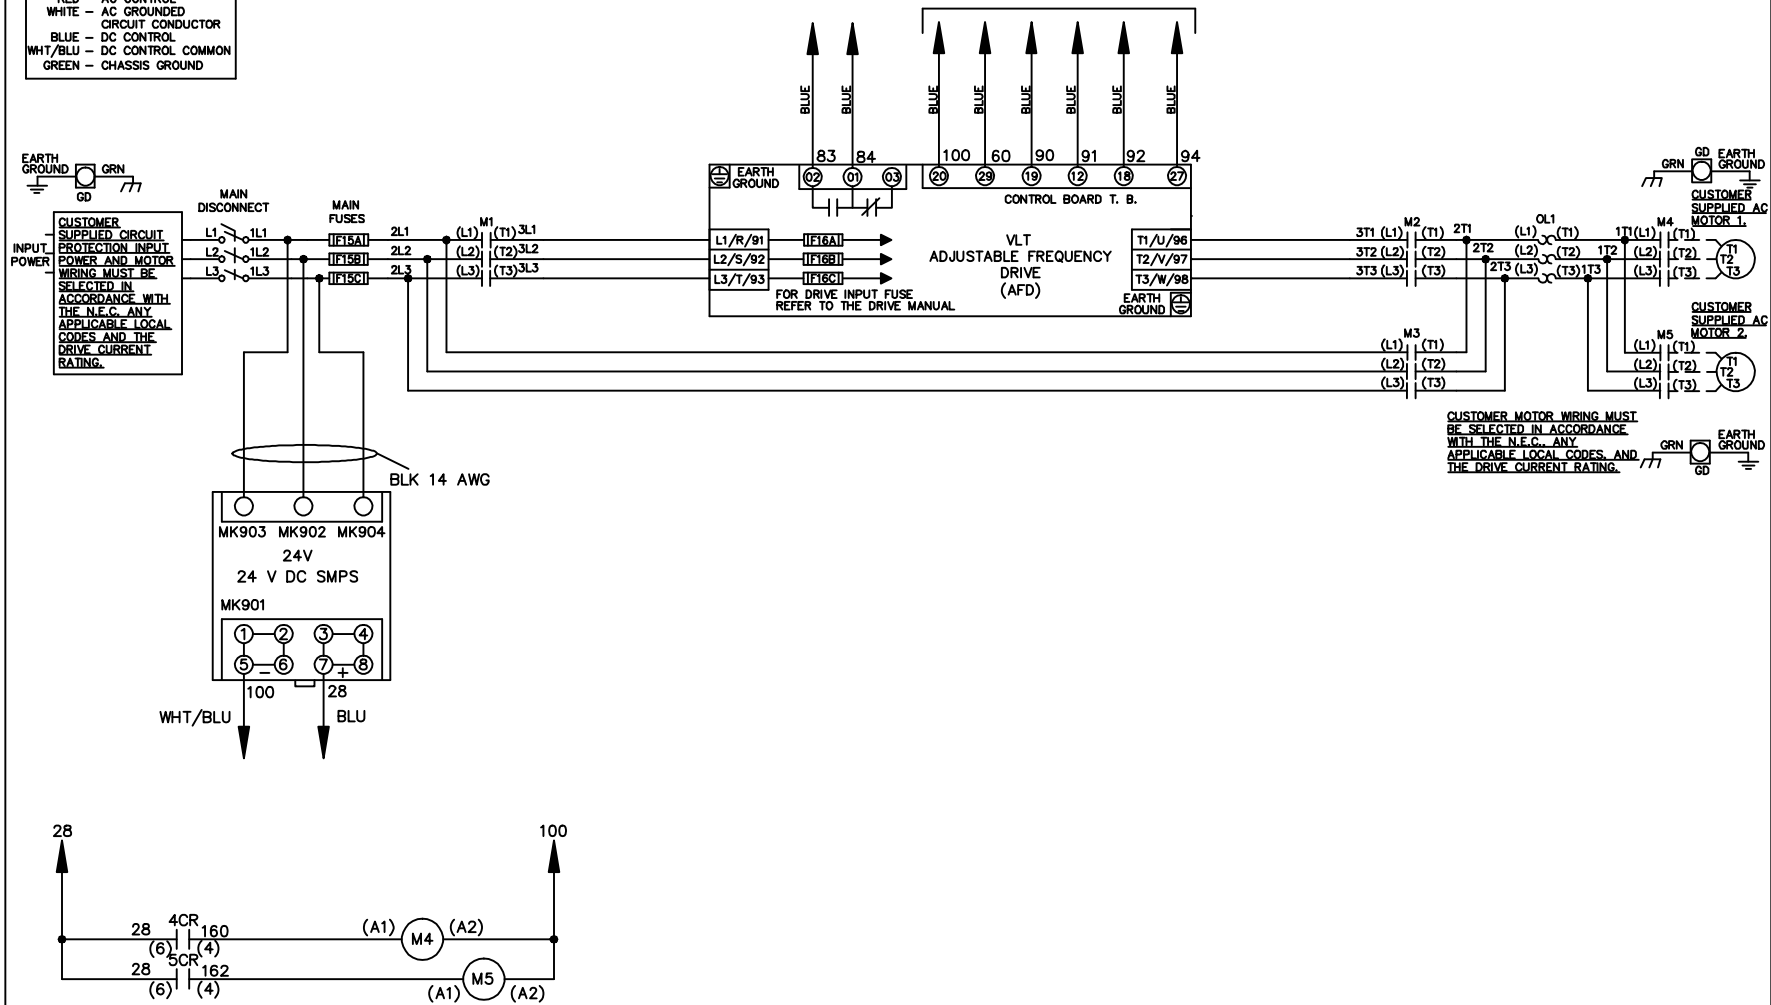 WHITE – AC GROUNDED
CIRCUIT CONDUCTOR
BLUE – DC CONTROL
WHT/BLU – DC CONTROL COMMON
GREEN – CHASSIS GROUND
BLUE BLUE BLUE BLUE BLUE BLUE BLUE BLUE
83 84 100 60 90 91 92 94
EARTH
GROUND
GRN
GD
EARTH
GROUND
02 01 03 20 29 19 12 18 27
CONTROL BOARD T. B.
GRN
GD
EARTH
GROUND
MAIN
DISCONNECT
MAIN
FUSES
INPUT
POWER
CUSTOMER
SUPPLIED CIRCUIT
PROTECTION INPUT
POWER AND MOTOR
WIRING MUST BE
SELECTED IN
ACCORDANCE WITH
THE N.E.C. ANY
APPLICABLE LOCAL
CODES AND THE
DRIVE CURRENT
RATING.
M1
L1 1L1 F15A 2L1 (L1) (T1) 3L1
L2 1L2 F15B 2L2 (L2) (T2) 3L2
L3 1L3 F15C 2L3 (L3) (T3) 3L3
L1/R/91 F16A
L2/S/92 F16B
L3/T/93 F16C
FOR DRIVE INPUT FUSE
REFER TO THE DRIVE MANUAL
VLT
ADJUSTABLE FREQUENCY
DRIVE
(AFD)
T1/U/96
T2/V/97
T3/W/98
EARTH
GROUND
M2 OL1 M4
3T1 (L1) (T1) 2T1 (L1) (T1) 1T1 (L1) (T1)
3T2 (L2) (T2) 2T2 (L2) (T2) 1T2 (L2) (T2)
3T3 (L3) (T3) 2T3 (L3) (T3) 1T3 (L3) (T3)
T1
T2
T3
CUSTOMER
SUPPLIED AC
MOTOR 1.
M3
(L1) (T1)
(L2) (T2)
(L3) (T3)
M5
(L1) (T1)
(L2) (T2)
(L3) (T3)
T1
T2
T3
CUSTOMER
SUPPLIED AC
MOTOR 2.
CUSTOMER MOTOR WIRING MUST
BE SELECTED IN ACCORDANCE
WITH THE N.E.C., ANY
APPLICABLE LOCAL CODES, AND
THE DRIVE CURRENT RATING.
GRN
GD
EARTH
GROUND
BLK 14 AWG
MK903 MK902 MK904
24V
24 V DC SMPS
MK901
1 2 3 4
5 6 7 8
– +
100 28
WHT/BLU BLU
28 100
4CR
28 160 (A1) M4 (A2)
(6) (4)
5CR
28 162 M5
(6) (4) (A1) (A2)